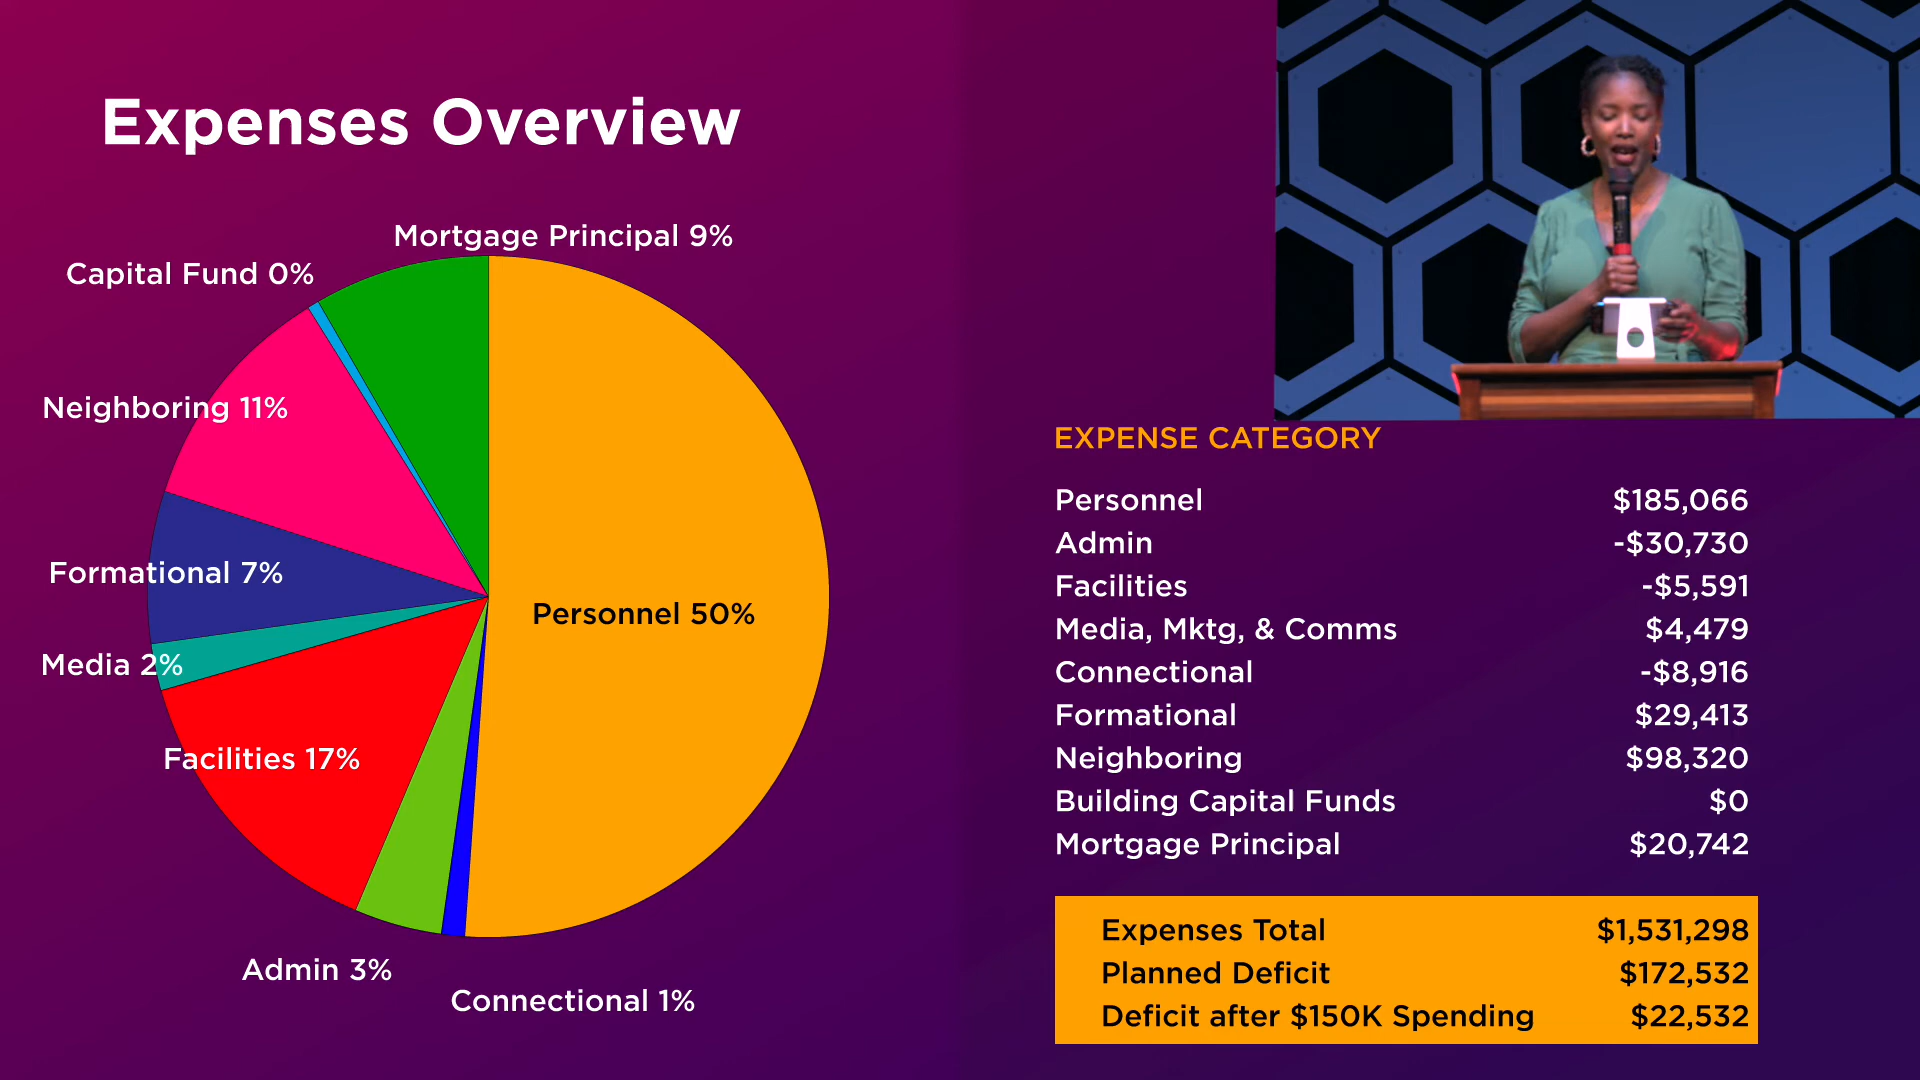 Expenses Overview
Mortgage Principal 9%
Capital Fund 0%
Neighboring 11%
Formational 7%
Personnel 50%
Media 2%
Facilities 17%
Admin 3%
Connectional 1%
EXPENSE CATEGORY
Personnel $185,066
Admin -$30,730
Facilities -$5,591
Media, Mktg, & Comms $4,479
Connectional -$8,916
Formational $29,413
Neighboring $98,320
Building Capital Funds $0
Mortgage Principal $20,742
Expenses Total $1,531,298
Planned Deficit $172,532
Deficit after $150K Spending $22,532